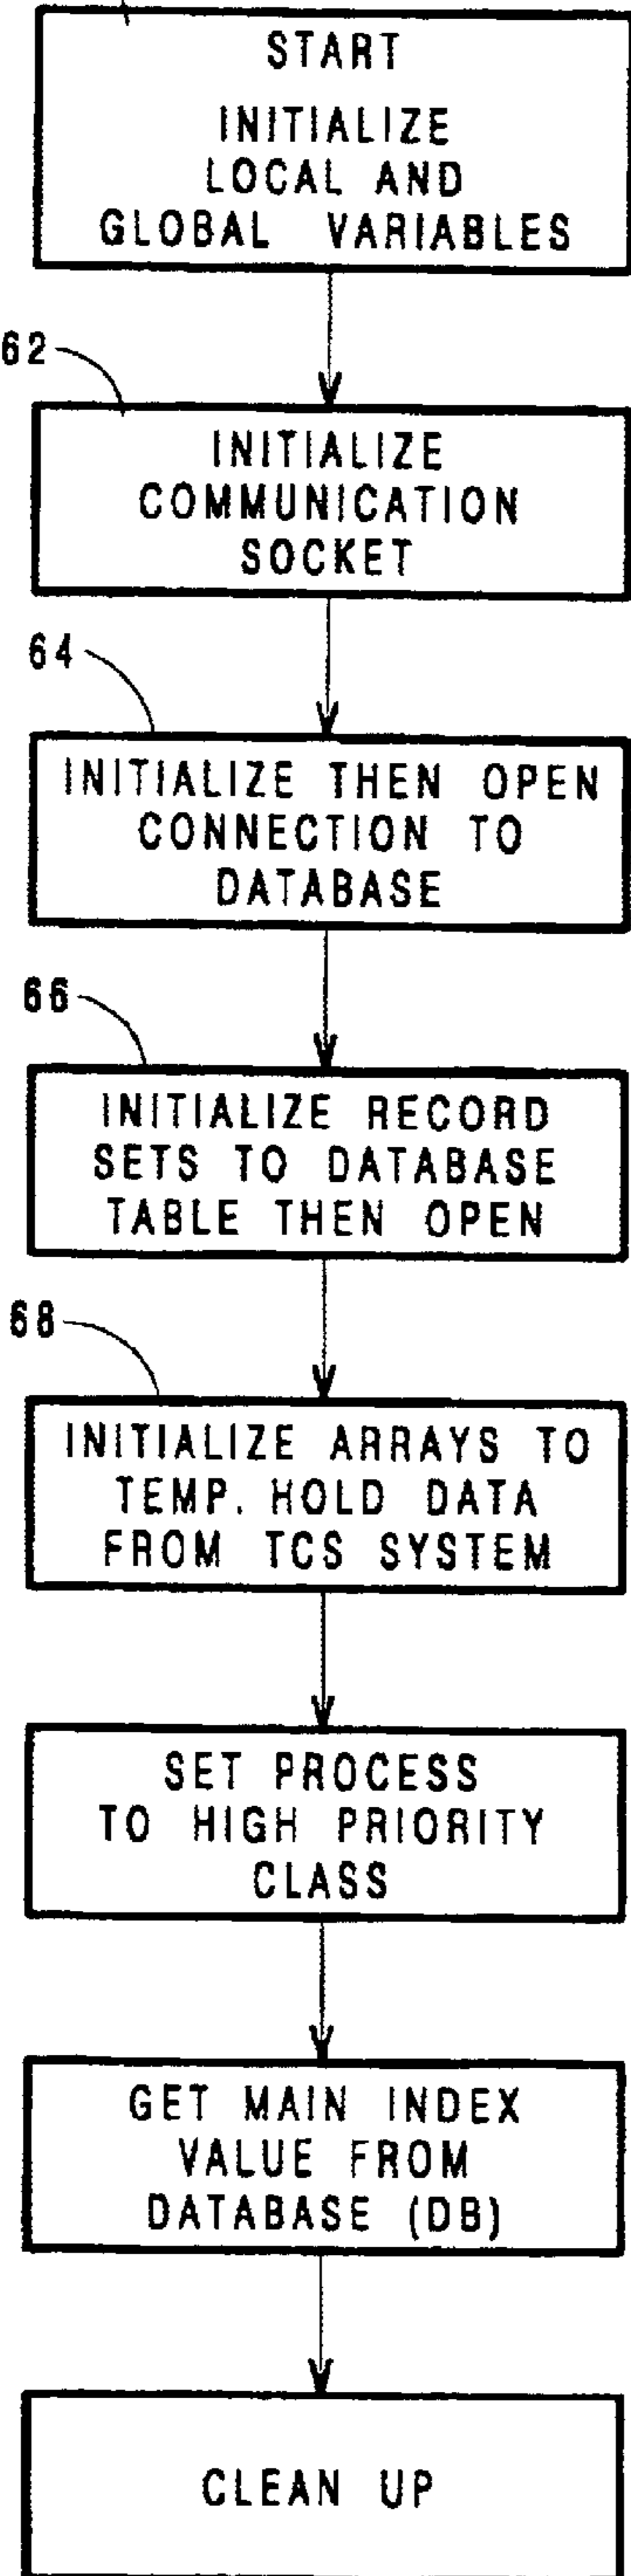 START
INITIALIZE
LOCAL AND
GLOBAL VARIABLES
62
INITIALIZE
COMMUNICATION
SOCKET
64
INITIALIZE THEN OPEN
CONNECTION TO
DATABASE
66
INITIALIZE RECORD
SETS TO DATABASE
TABLE THEN OPEN
68
INITIALIZE ARRAYS TO
TEMP. HOLD DATA
FROM TCS SYSTEM
SET PROCESS
TO HIGH PRIORITY
CLASS
GET MAIN INDEX
VALUE FROM
DATABASE (DB)
CLEAN UP